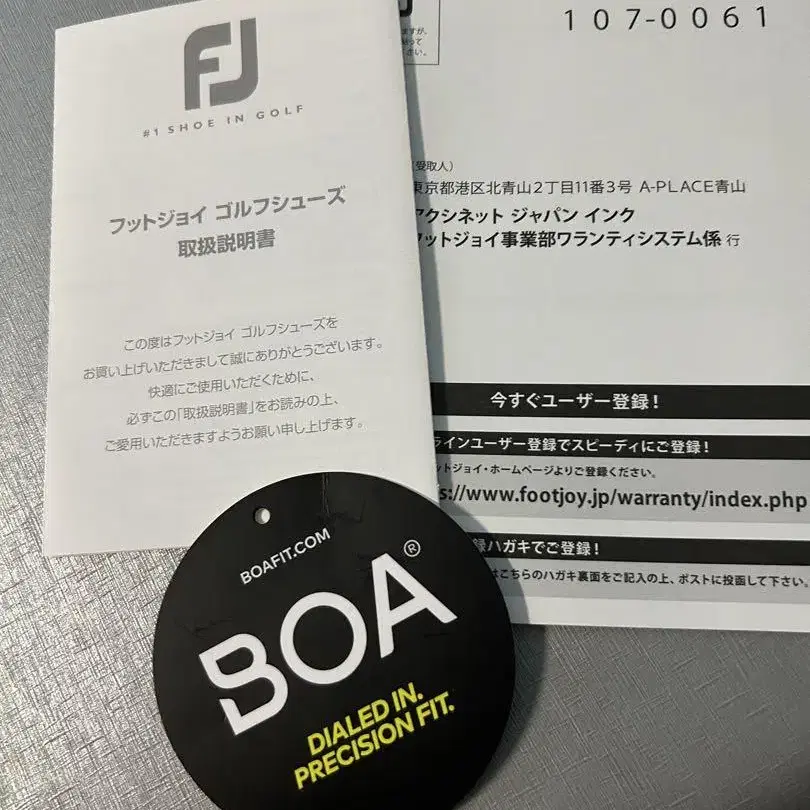 FJ
#1 SHOE IN GOLF
フットジョイ ゴルフシューズ
取扱説明書
この度はフットジョイ ゴルフシューズを
お買い上げいただきまして誠にありがとうございます。
快適にご使用いただくために、
必ずこの「取扱説明書」をお読みの上、
ご愛用いただきますようお願い申し上げます。
ますが、
貼って
さい。
107-0061
(受取人)
東京都港区北青山2丁目11番3号 A-PLACE青山
アクシネット ジャパン インク
フットジョイ事業部ワランティシステム係 行
今すぐユーザー登録!
ラインユーザー登録でスピーディにご登録!
ットジョイ・ホームページよりご登録ください。
s://www.footjoy.jp/warranty/index.php
録ハガキでご登録!
はこちらのハガキ裏面をご記入の上、ポストに投函して下さい。
BOAFIT.COM
BOA®
DIALED IN.
PRECISION FIT.